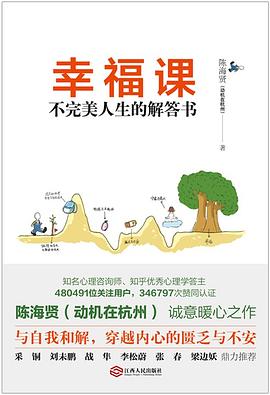 幸福课
不完美人生的解答书
陈海贤
（动机在杭州）
著
知名心理咨询师、知乎优秀心理学答主
480491位关注用户，346797次赞同认证
陈海贤（动机在杭州） 诚意暖心之作
与自我和解，穿越内心的匮乏与不安
采铜 刘未鹏 战隼 李松蔚 张春 梁边妖 鼎力推荐
江西人民出版社